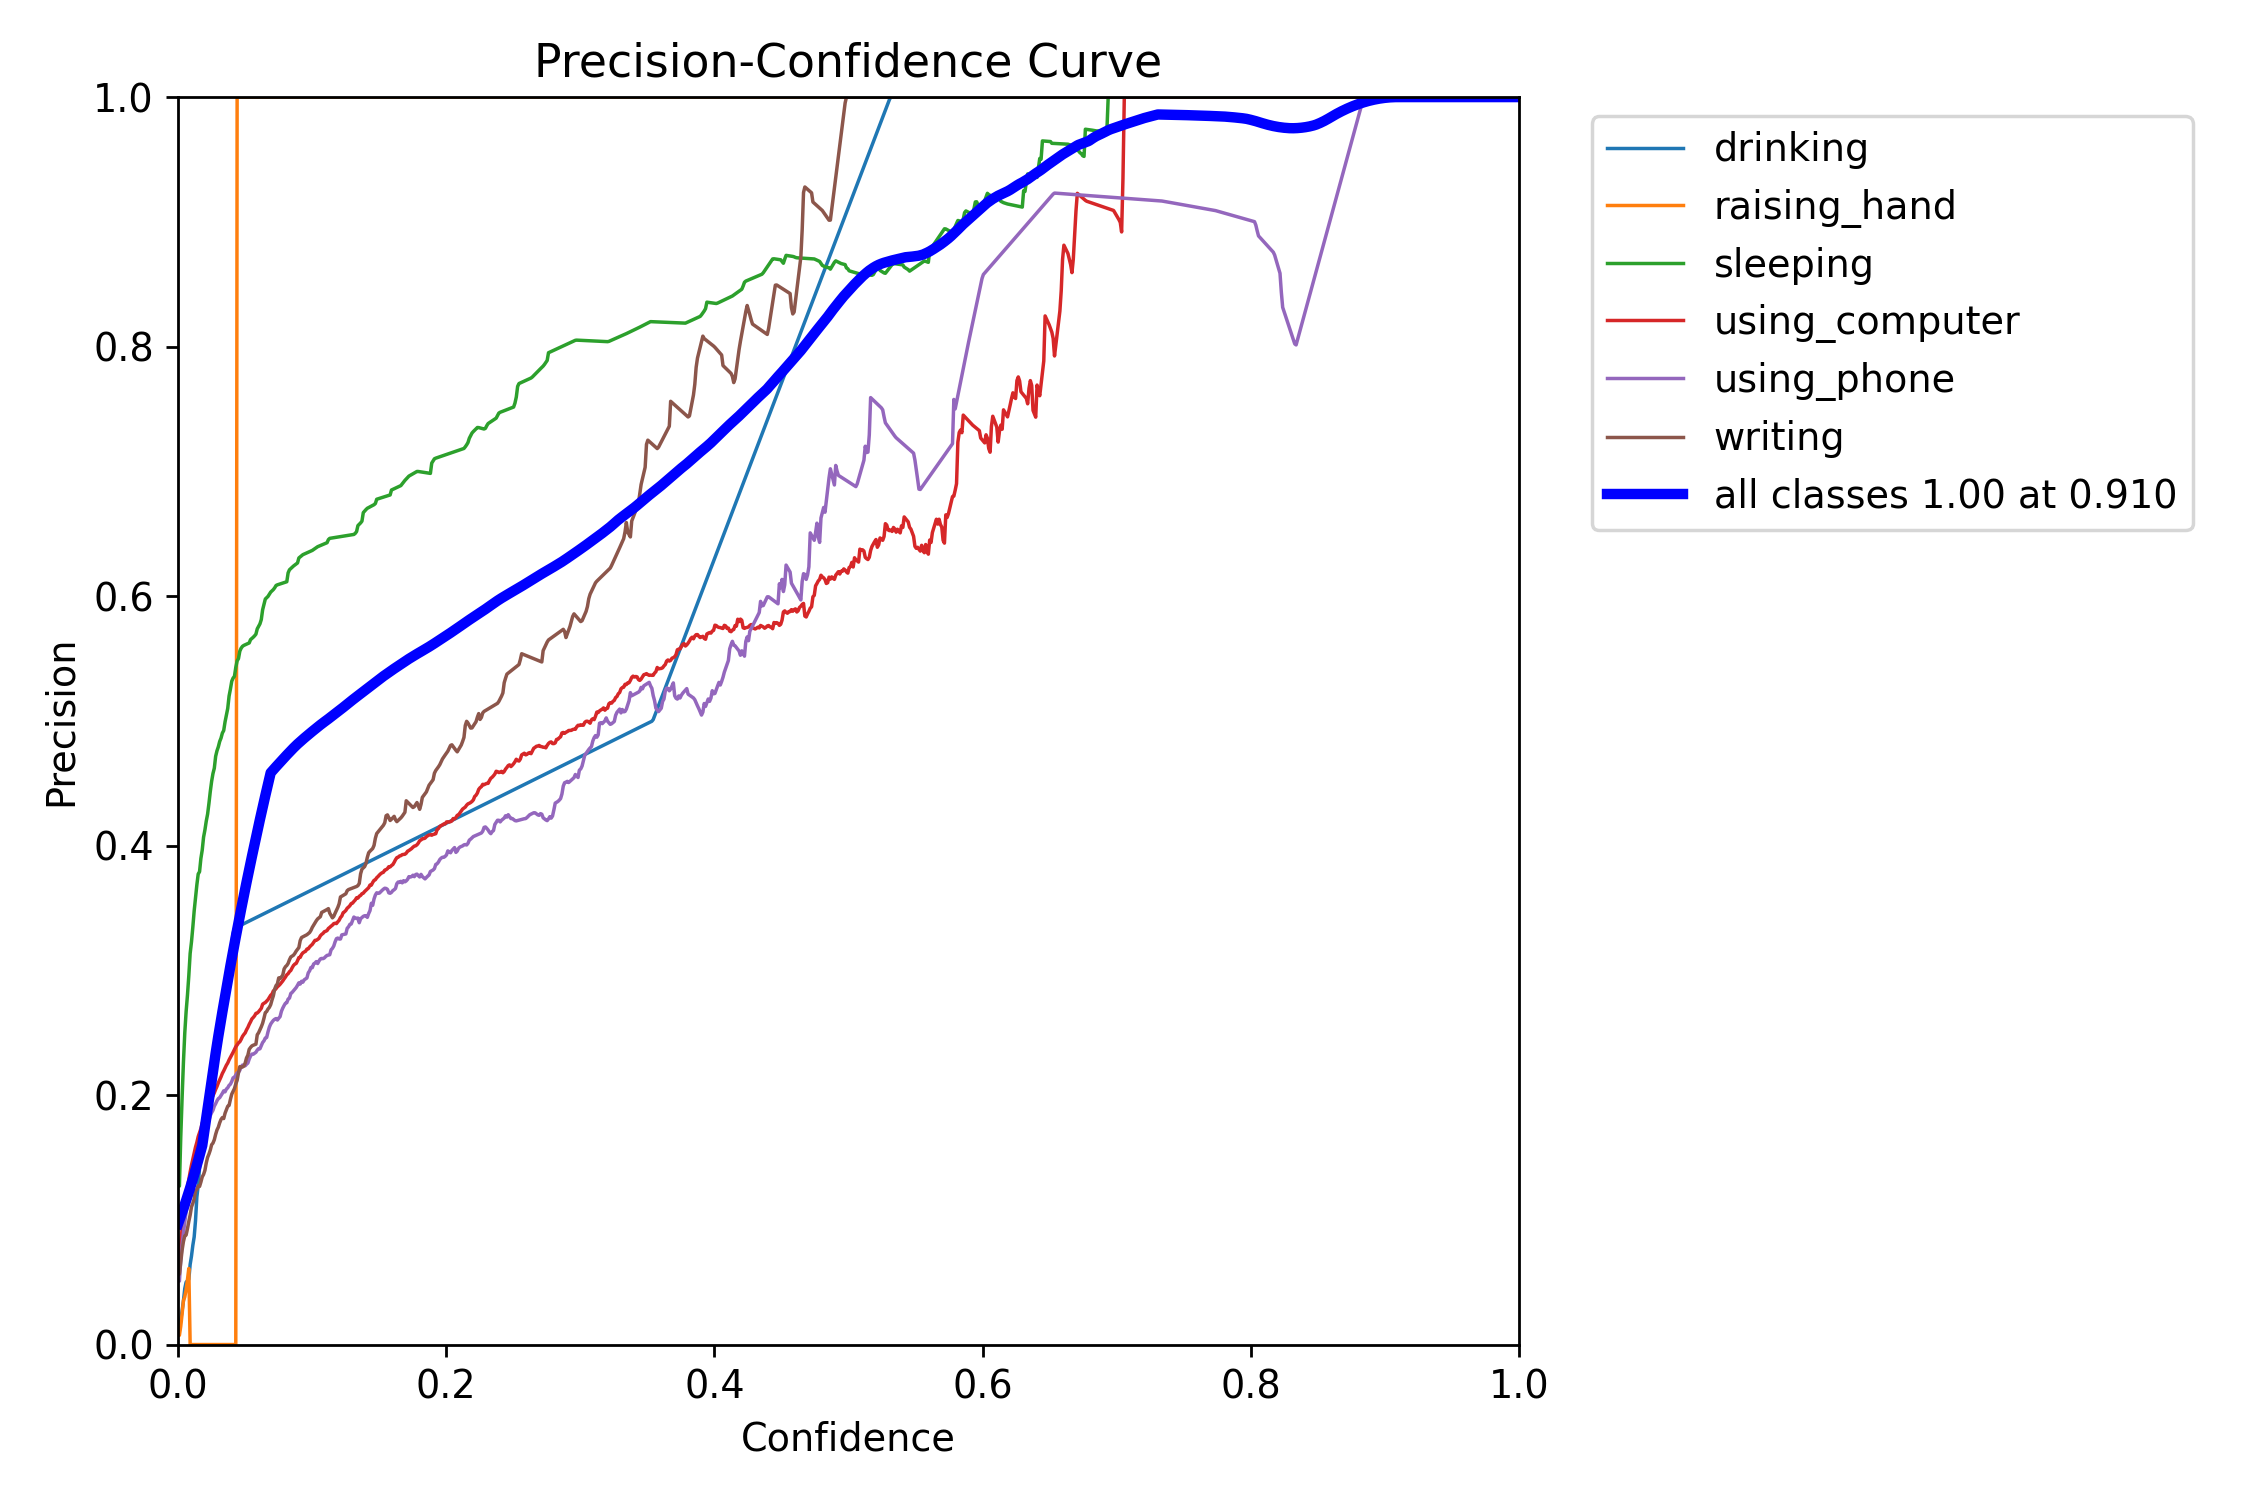 Precision-Confidence Curve
1.0
0.8
0.6
0.4
0.2
0.0
Precision
0.0 0.2 0.4 0.6 0.8 1.0
Confidence
drinking
raising_hand
sleeping
using_computer
using_phone
writing
all classes 1.00 at 0.910